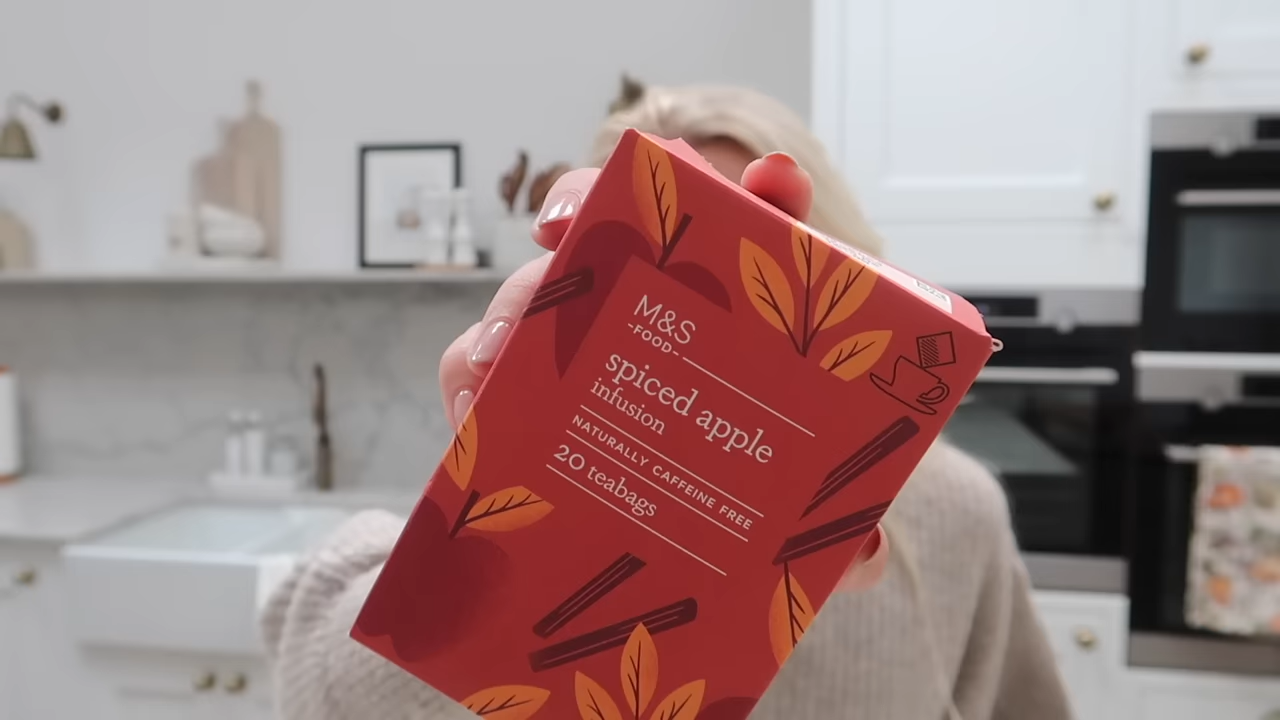 M&S
-FOOD-
spiced apple
infusion
NATURALLY CAFFEINE FREE
20 teabags